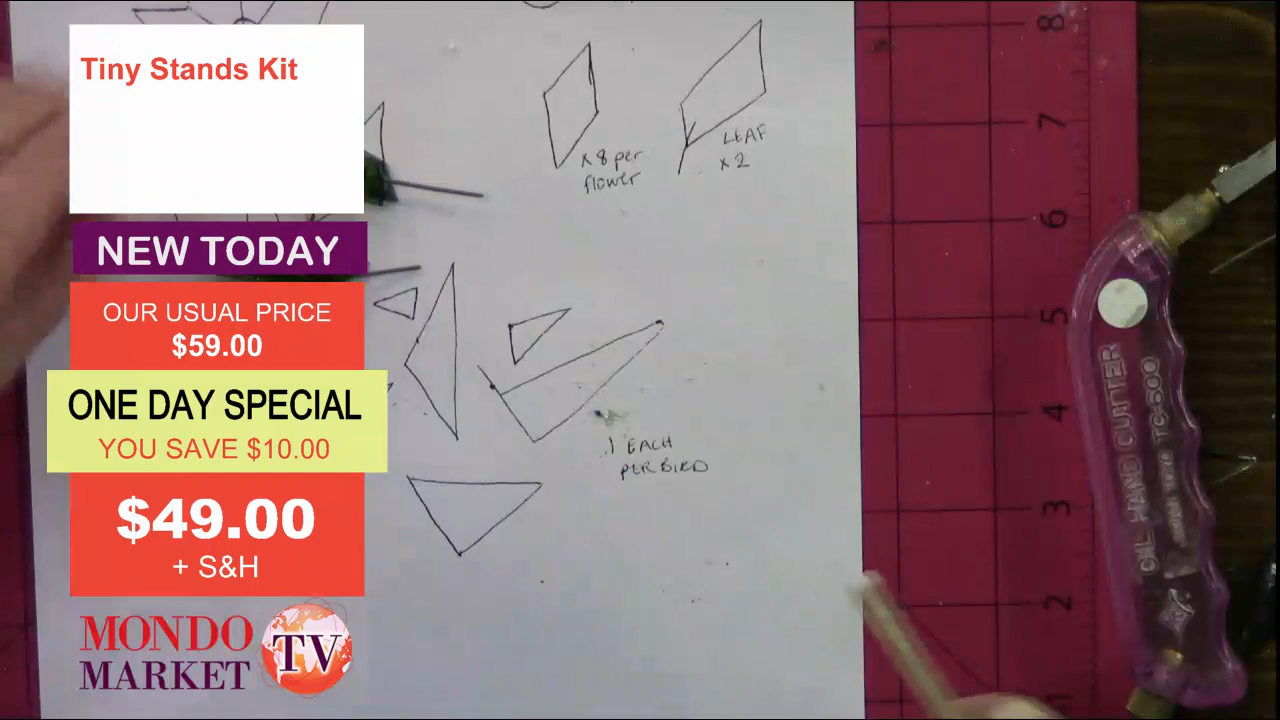 Tiny Stands Kit
NEW TODAY
OUR USUAL PRICE
$59.00
ONE DAY SPECIAL
YOU SAVE $10.00
$49.00
+ S&H
MONDO
MARKET
TV
x 8 per
flower
LEAF
x 2
1 EACH
PER BIRD
8
7
6
5
4
3
2
1
OIL HAND CUTTER
TC-600